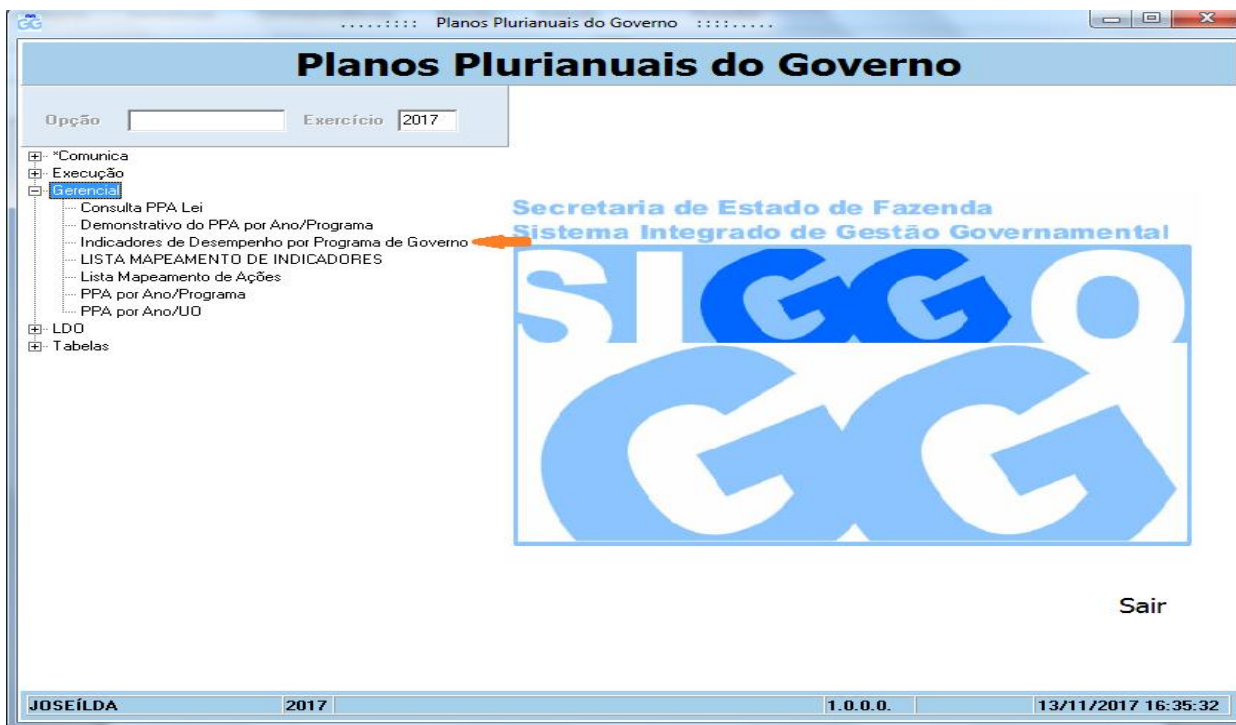 GG
.....:::: Planos Plurianuais do Governo ::::.....
Planos Plurianuais do Governo
Opção
Exercício 2017
*Comunica
Execução
Gerencial
Consulta PPA Lei
Demonstrativo do PPA por Ano/Programa
Indicadores de Desempenho por Programa de Governo
LISTA MAPEAMENTO DE INDICADORES
Lista Mapeamento de Ações
PPA por Ano/Programa
PPA por Ano/UO
LDO
Tabelas
Secretaria de Estado de Fazenda
Sistema Integrado de Gestão Governamental
SIGGO
GG
Sair
JOSEÍLDA 2017 1.0.0.0. 13/11/2017 16:35:32